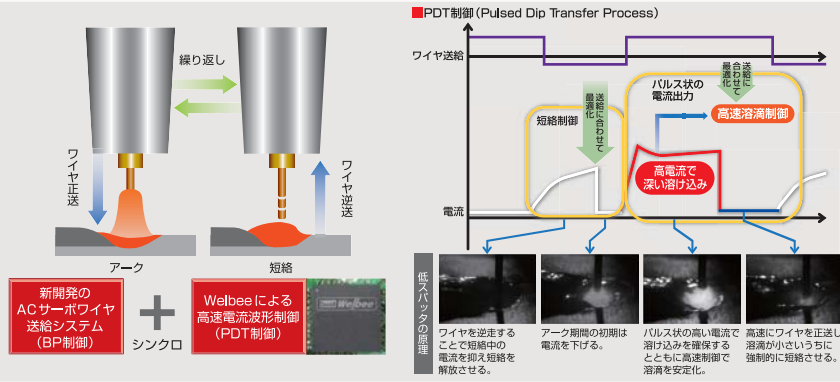 繰り返し
ワイヤ正送
ワイヤ逆送
アーク
短絡
新開発の
ACサーボワイヤ
送給システム
(BP制御)
シンクロ
Welbeeによる
高速電流波形制御
(PDT制御)
Welbee
■PDT制御(Pulsed Dip Transfer Process)
ワイヤ送給
短絡制御
送給に合わせて
最適化
パルス状の
電流出力
送給に
合わせて
最適化
高速溶滴制御
高電流で
深い溶け込み
電流
低スパッタの原理
ワイヤを逆走する
ことで短絡中の
電流を抑え短絡を
解放させる。
アーク期間の初期は
電流を下げる。
パルス状の高い電流で
溶け込みを確保する
とともに高速制御で
溶滴を安定化。
高速にワイヤを正送し
溶滴が小さいうちに
強制的に短絡させる。